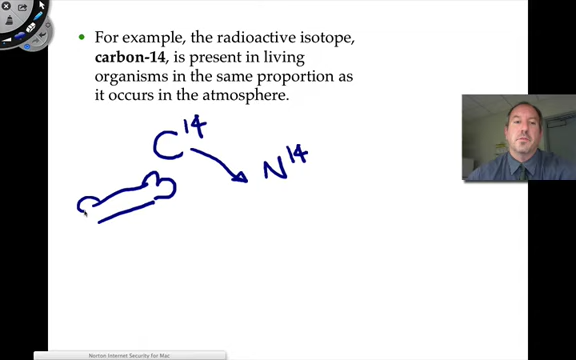 • For example, the radioactive isotope,
carbon-14, is present in living
organisms in the same proportion as
it occurs in the atmosphere.
C14
N14
Norton Internet Security for Mac